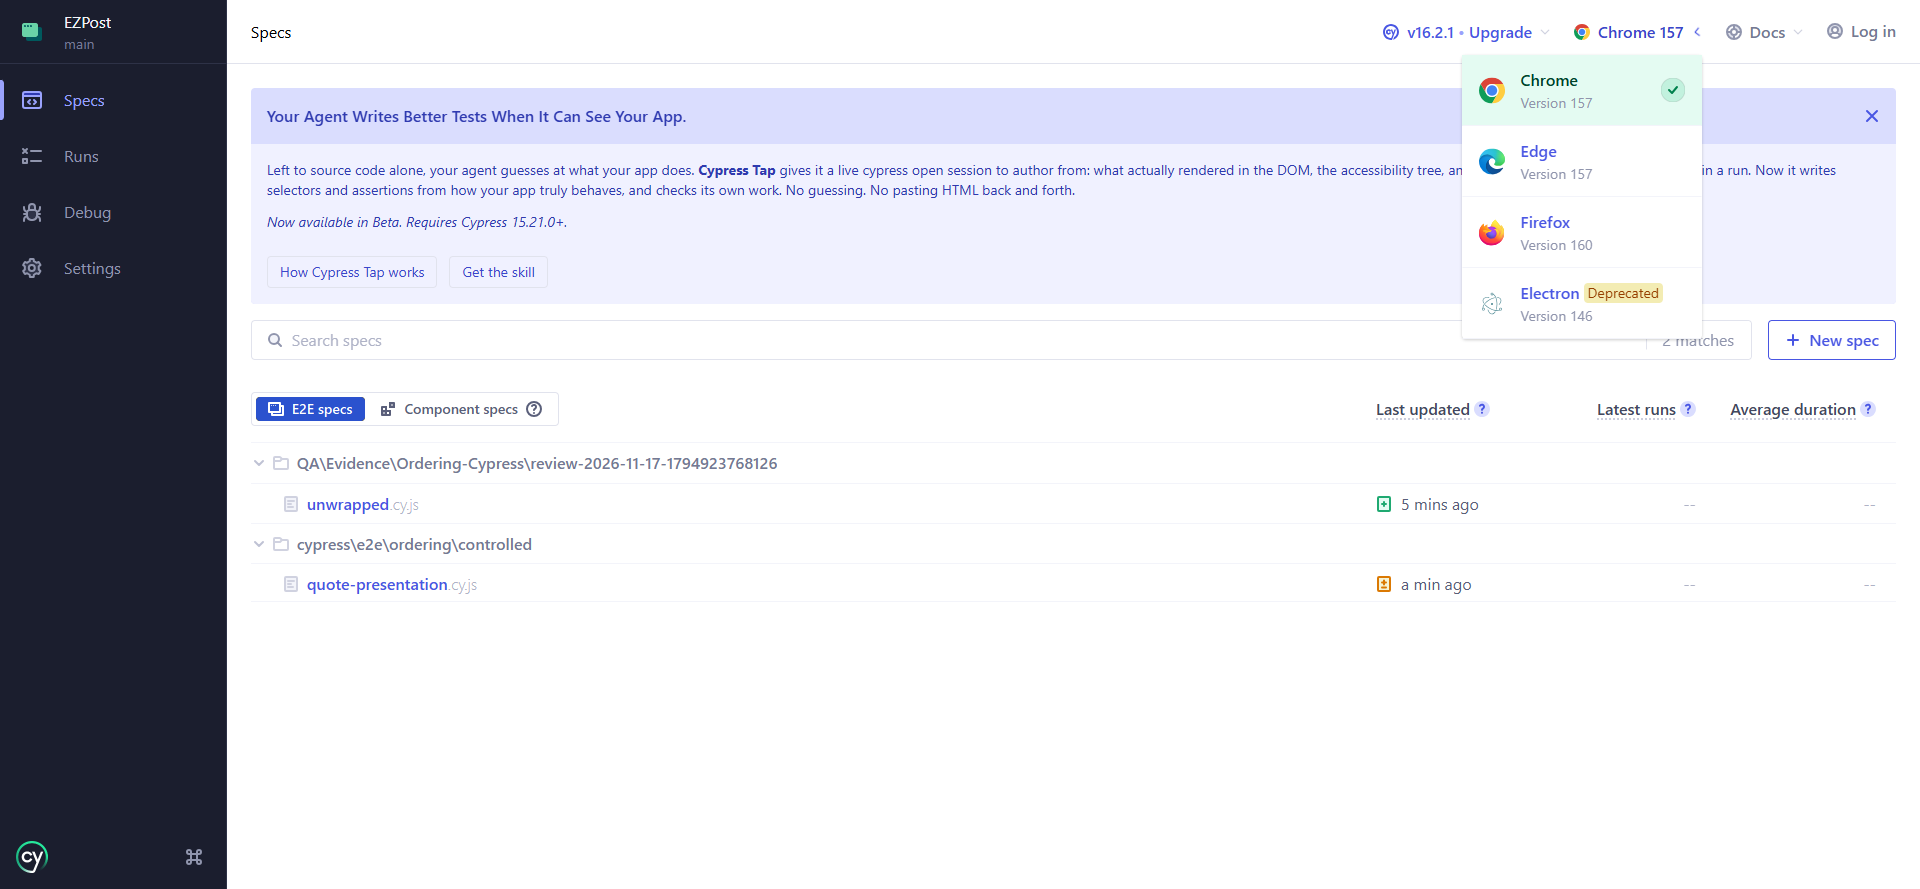 EZPost
main
Specs
Runs
Debug
Settings
cy
Specs
v16.2.1 • Upgrade
Chrome 157
Docs
Log in
Chrome
Version 157
Edge
Version 157
Firefox
Version 160
Electron Deprecated
Version 146
Your Agent Writes Better Tests When It Can See Your App.
Left to source code alone, your agent guesses at what your app does. Cypress Tap gives it a live cypress open session to author from: what actually rendered in the DOM, the accessibility tree, in a run. Now it writes
selectors and assertions from how your app truly behaves, and checks its own work. No guessing. No pasting HTML back and forth.
Now available in Beta. Requires Cypress 15.21.0+.
How Cypress Tap works
Get the skill
Search specs
2 matches
+ New spec
E2E specs
Component specs ?
Last updated ?
Latest runs ?
Average duration ?
QA\Evidence\Ordering-Cypress\review-2026-11-17-1794923768126
unwrapped.cy.js
5 mins ago
--
--
cypress\e2e\ordering\controlled
quote-presentation.cy.js
a min ago
--
--